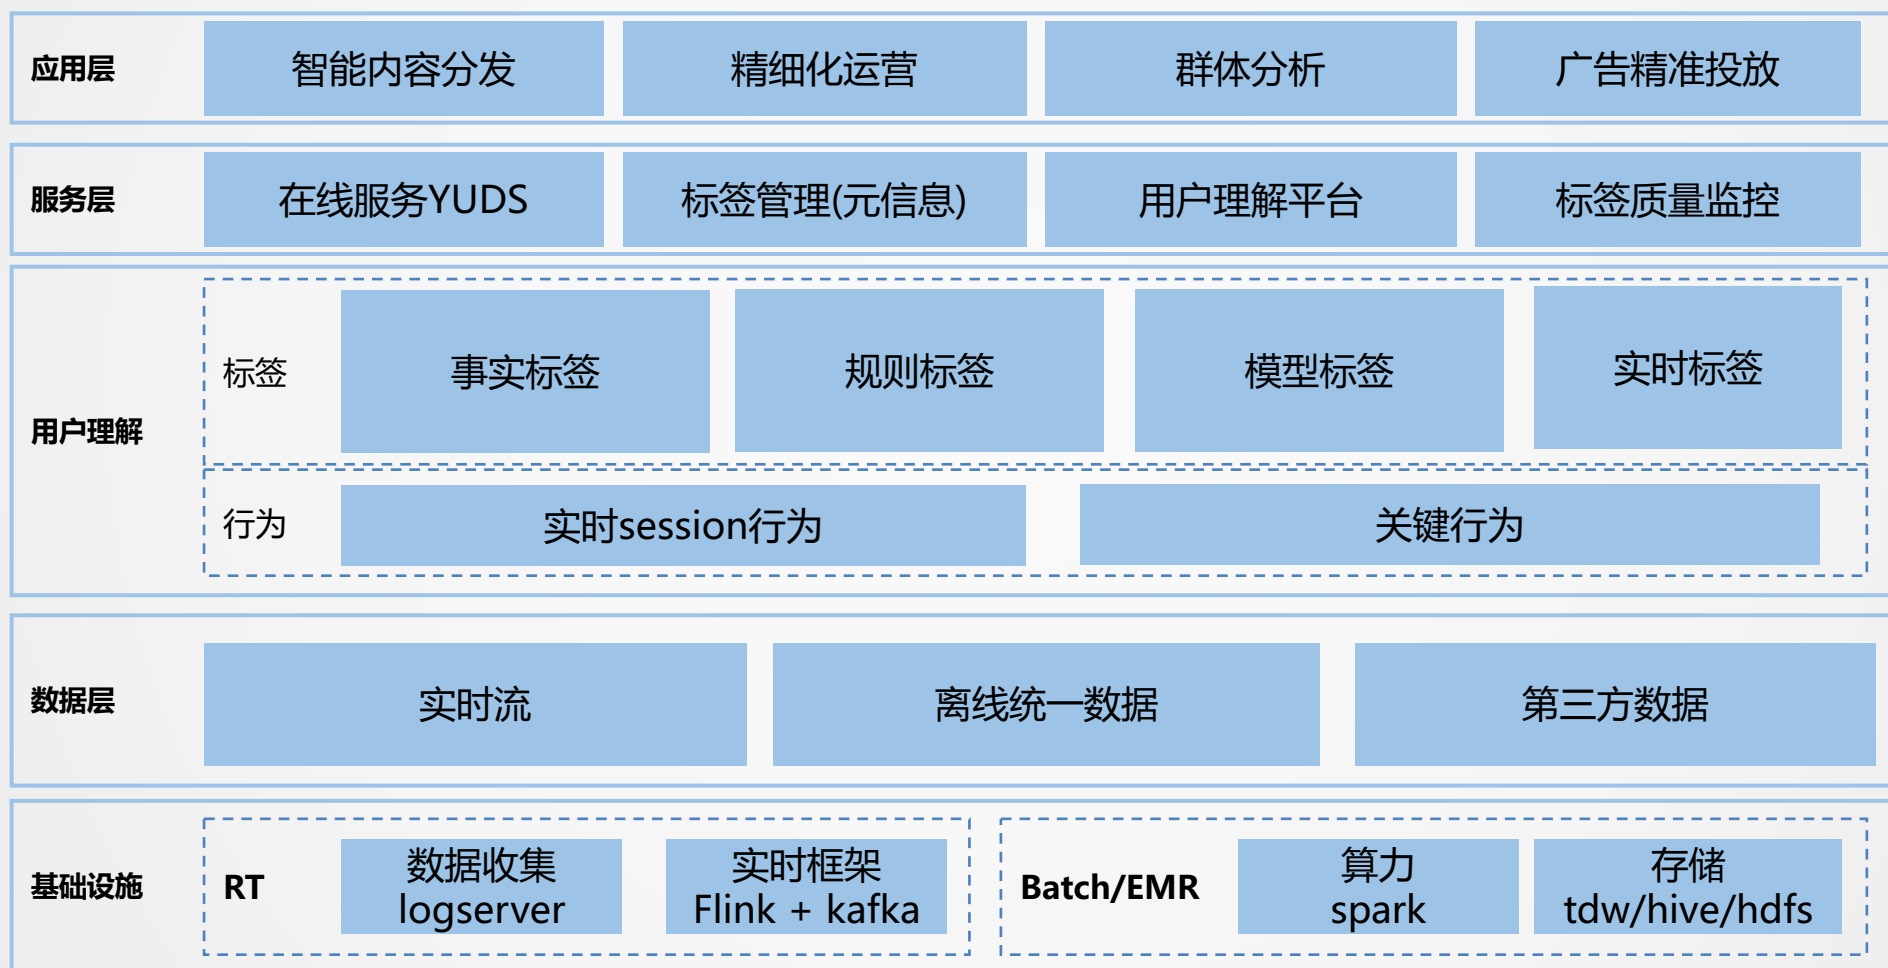 应用层
智能内容分发
精细化运营
群体分析
广告精准投放
服务层
在线服务YUDS
标签管理(元信息)
用户理解平台
标签质量监控
用户理解
标签
事实标签
规则标签
模型标签
实时标签
行为
实时session行为
关键行为
数据层
实时流
离线统一数据
第三方数据
基础设施
RT
数据收集
logserver
实时框架
Flink + kafka
Batch/EMR
算力
spark
存储
tdw/hive/hdfs